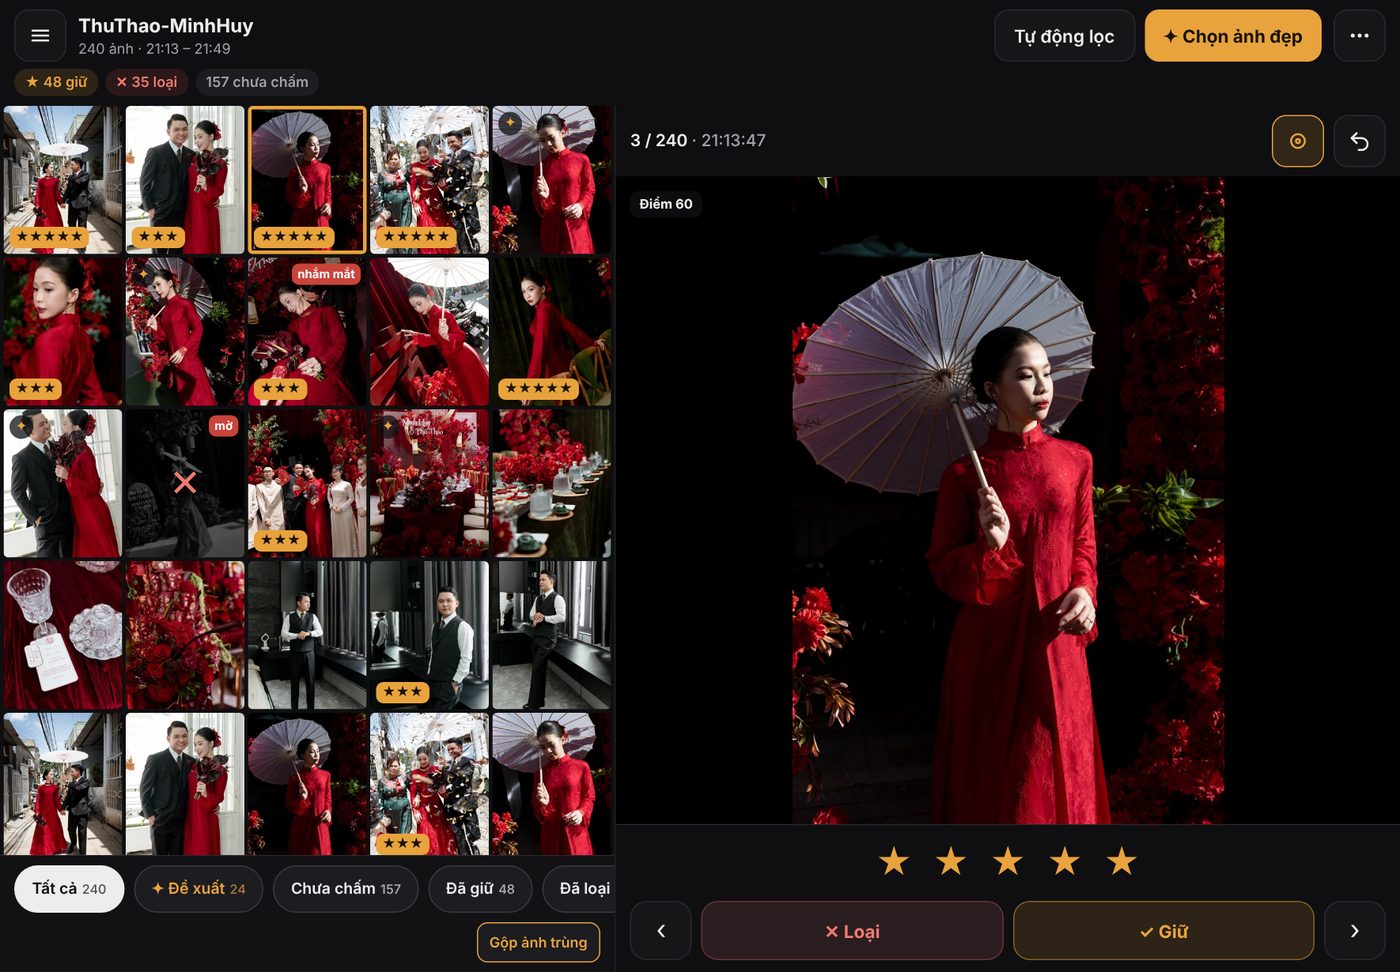 ThuThao-MinhHuy
240 ảnh · 21:13 – 21:49
Tự động lọc
✦ Chọn ảnh đẹp
★ 48 giữ
✕ 35 loại
157 chưa chấm
3 / 240 · 21:13:47
Điểm 60
nhắm mắt
mờ
Tất cả 240
✦ Đề xuất 24
Chưa chấm 157
Đã giữ 48
Đã loại
Gộp ảnh trùng
✕ Loại
✓ Giữ